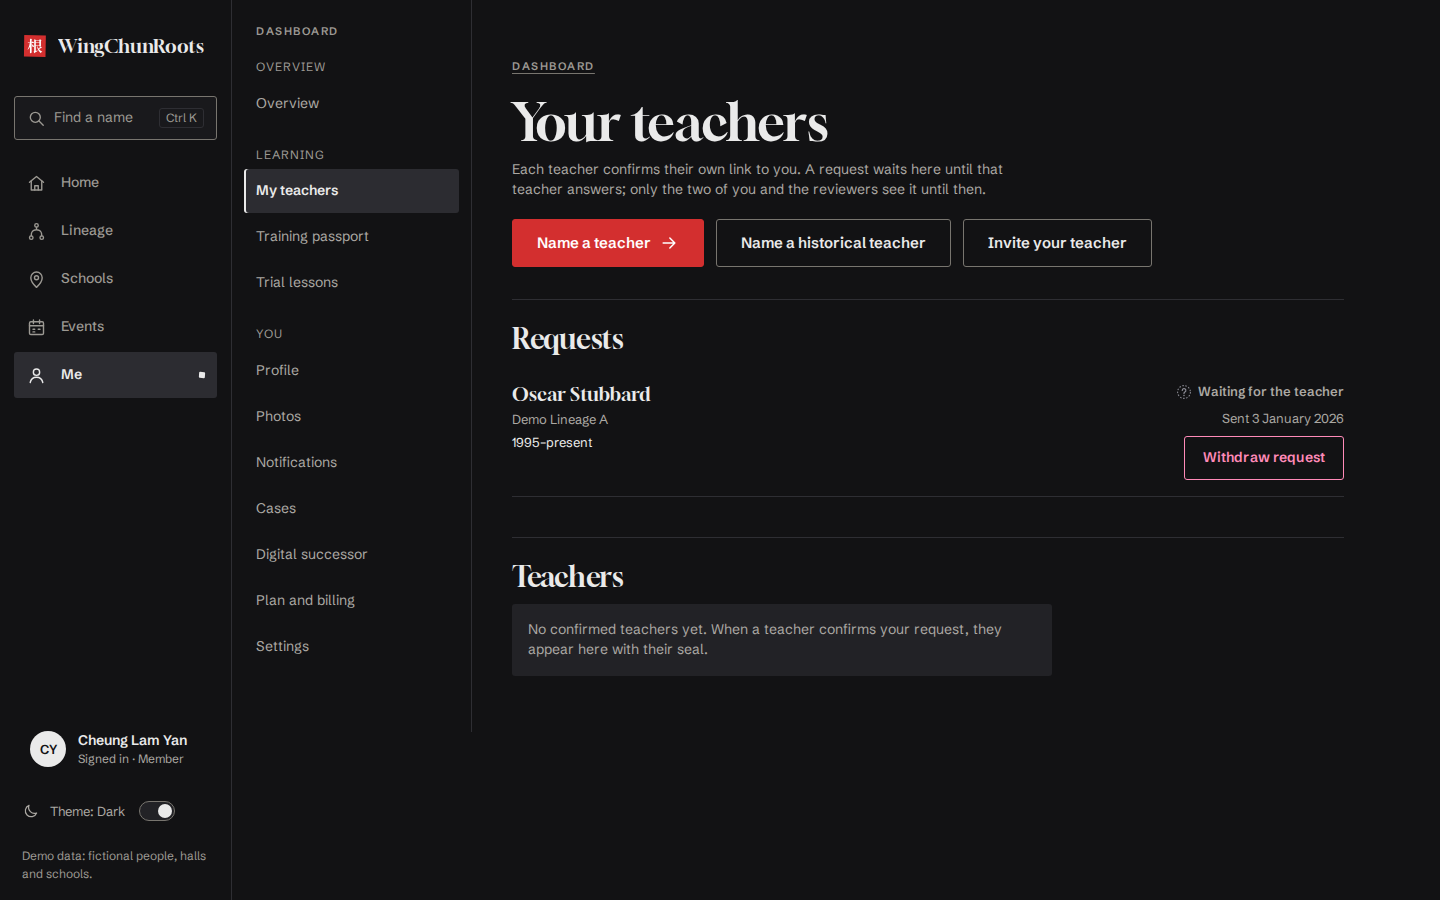 根 WingChunRoots
Find a name Ctrl K
Home
Lineage
Schools
Events
Me
CY
Cheung Lam Yan
Signed in · Member
Theme: Dark
Demo data: fictional people, halls
and schools.
DASHBOARD
OVERVIEW
Overview
LEARNING
My teachers
Training passport
Trial lessons
YOU
Profile
Photos
Notifications
Cases
Digital successor
Plan and billing
Settings
DASHBOARD
Your teachers
Each teacher confirms their own link to you. A request waits here until that
teacher answers; only the two of you and the reviewers see it until then.
Name a teacher → Name a historical teacher Invite your teacher
Requests
Oscar Stubbard
Demo Lineage A
1995–present
? Waiting for the teacher
Sent 3 January 2026
Withdraw request
Teachers
No confirmed teachers yet. When a teacher confirms your request, they
appear here with their seal.